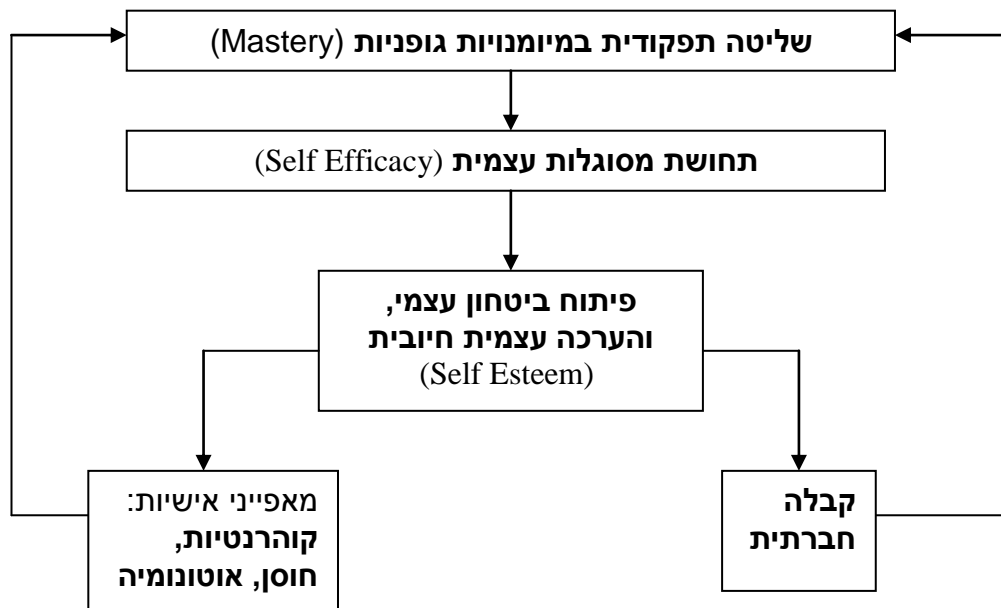 שליטה תפקודית במיומנויות גופניות (Mastery)
תחושת מסוגלות עצמית (Self Efficacy)
פיתוח ביטחון עצמי,
והערכה עצמית חיובית
(Self Esteem)
קבלה
חברתית
מאפייני אישיות:
קוהרנטיות,
חוסן, אוטונומיה